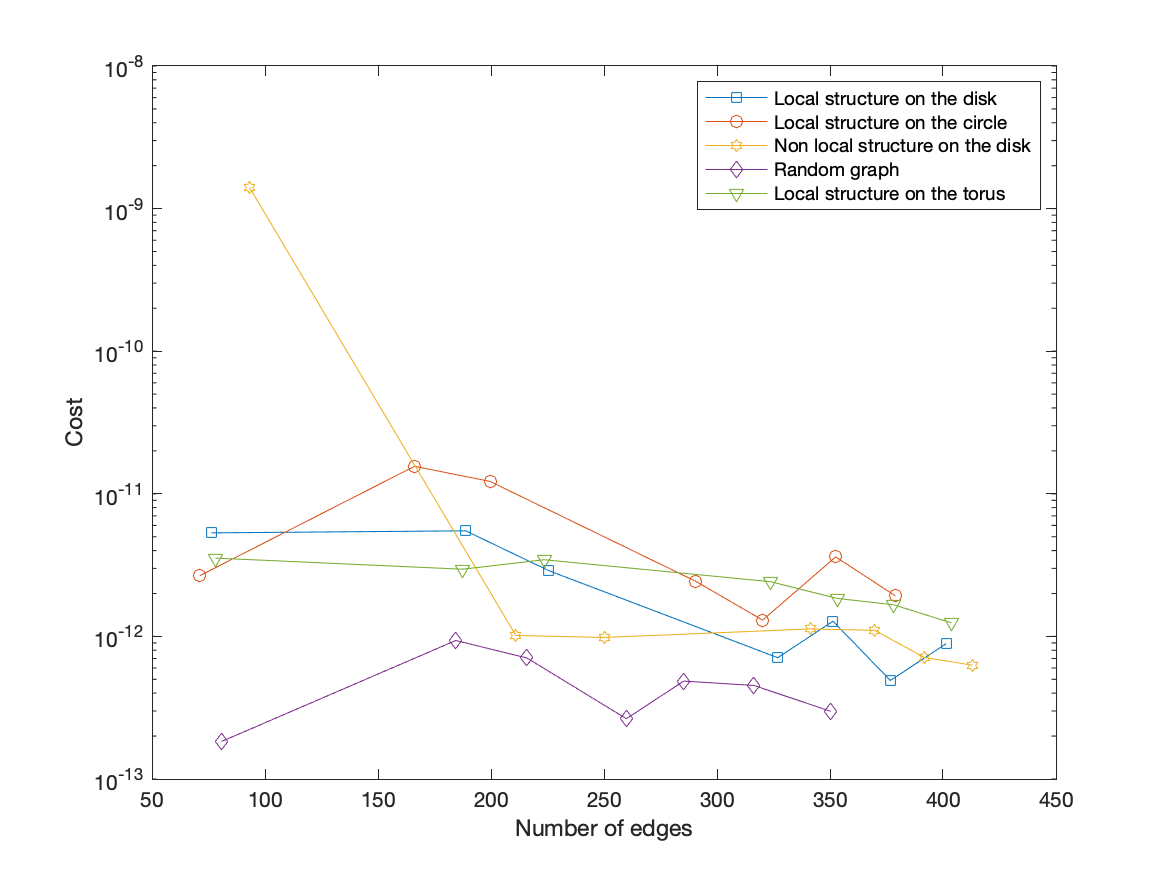 10-8
10-9
10-10
10-11
10-12
10-13
Cost
50 100 150 200 250 300 350 400 450
Number of edges
Local structure on the disk
Local structure on the circle
Non local structure on the disk
Random graph
Local structure on the torus